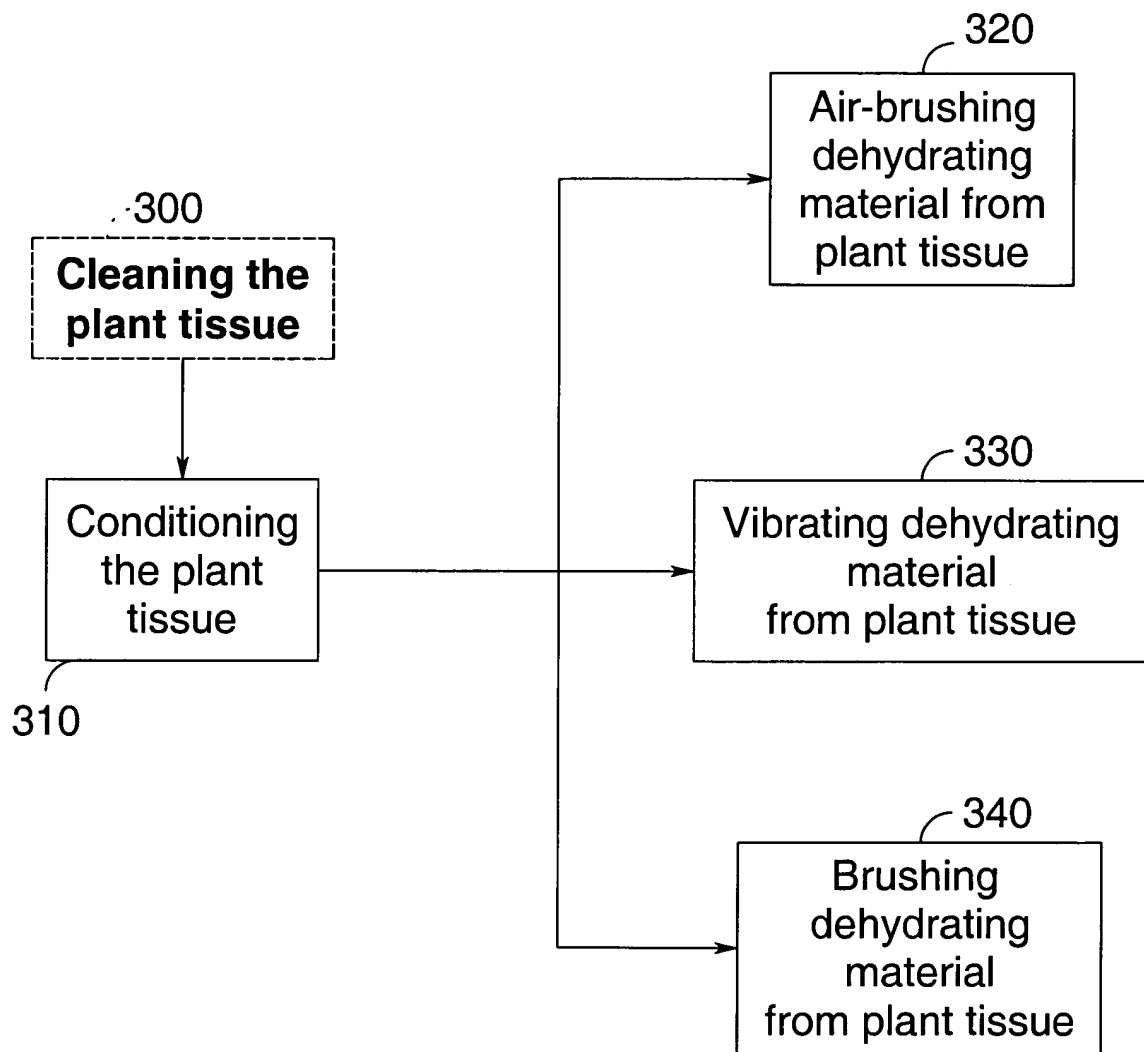 300
Cleaning the
plant tissue
Conditioning
the plant
tissue
310
320
Air-brushing
dehydrating
material from
plant tissue
330
Vibrating dehydrating
material
from plant tissue
340
Brushing
dehydrating
material
from plant tissue